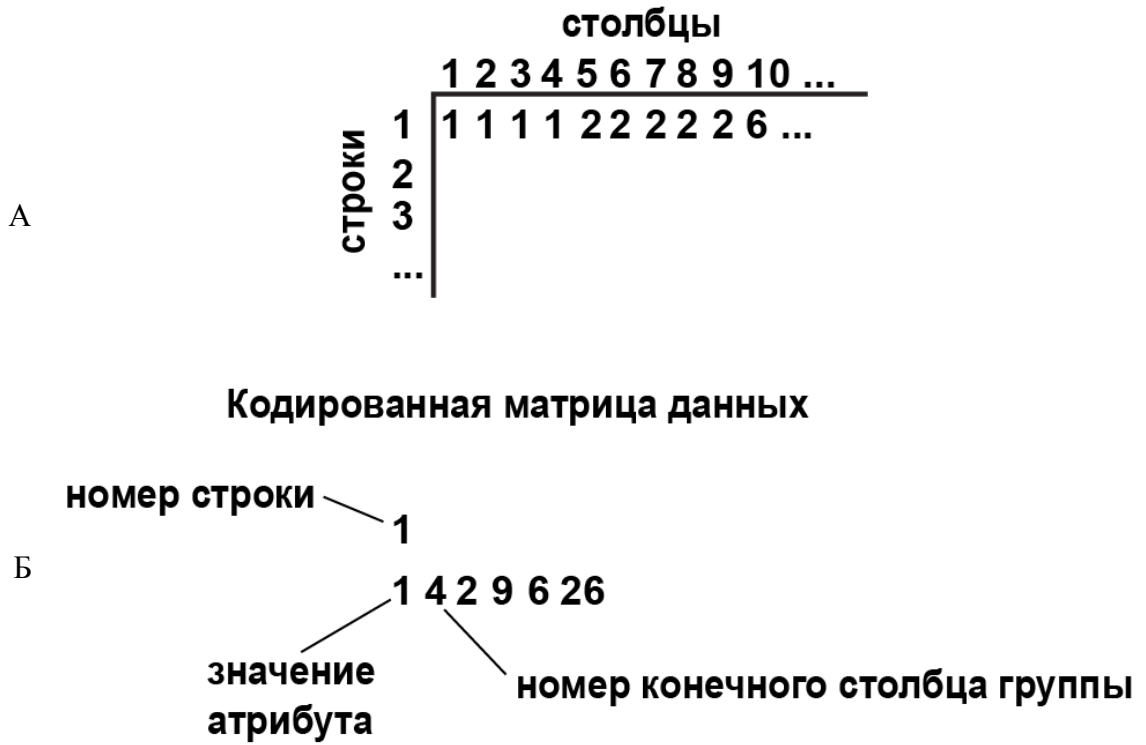 столбцы
1 2 3 4 5 6 7 8 9 10 ...
строки
1 1 1 1 1 2 2 2 2 2 6 ...
2
3
...
А
Кодированная матрица данных
номер строки
1
Б
1 4 2 9 6 26
значение
атрибута
номер конечного столбца группы